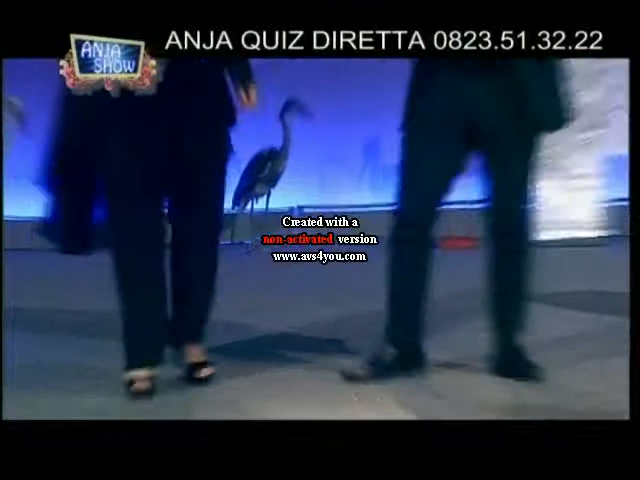 ANJA QUIZ DIRETTA 0823.51.32.22
ANJA
SHOW
Created with a
non-activated version
www.avs4you.com